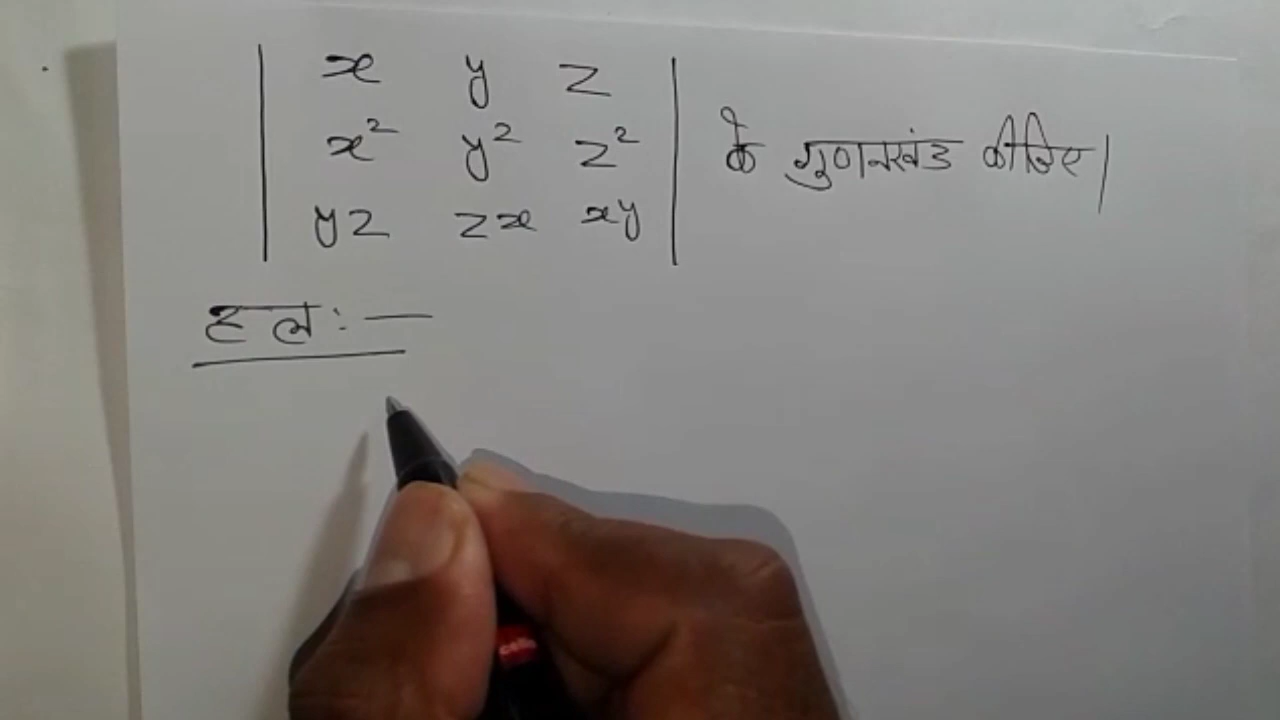 | x y z |
| x² y² z² | के गुणनखंड कीजिए।
| yz zx xy |
हल:—